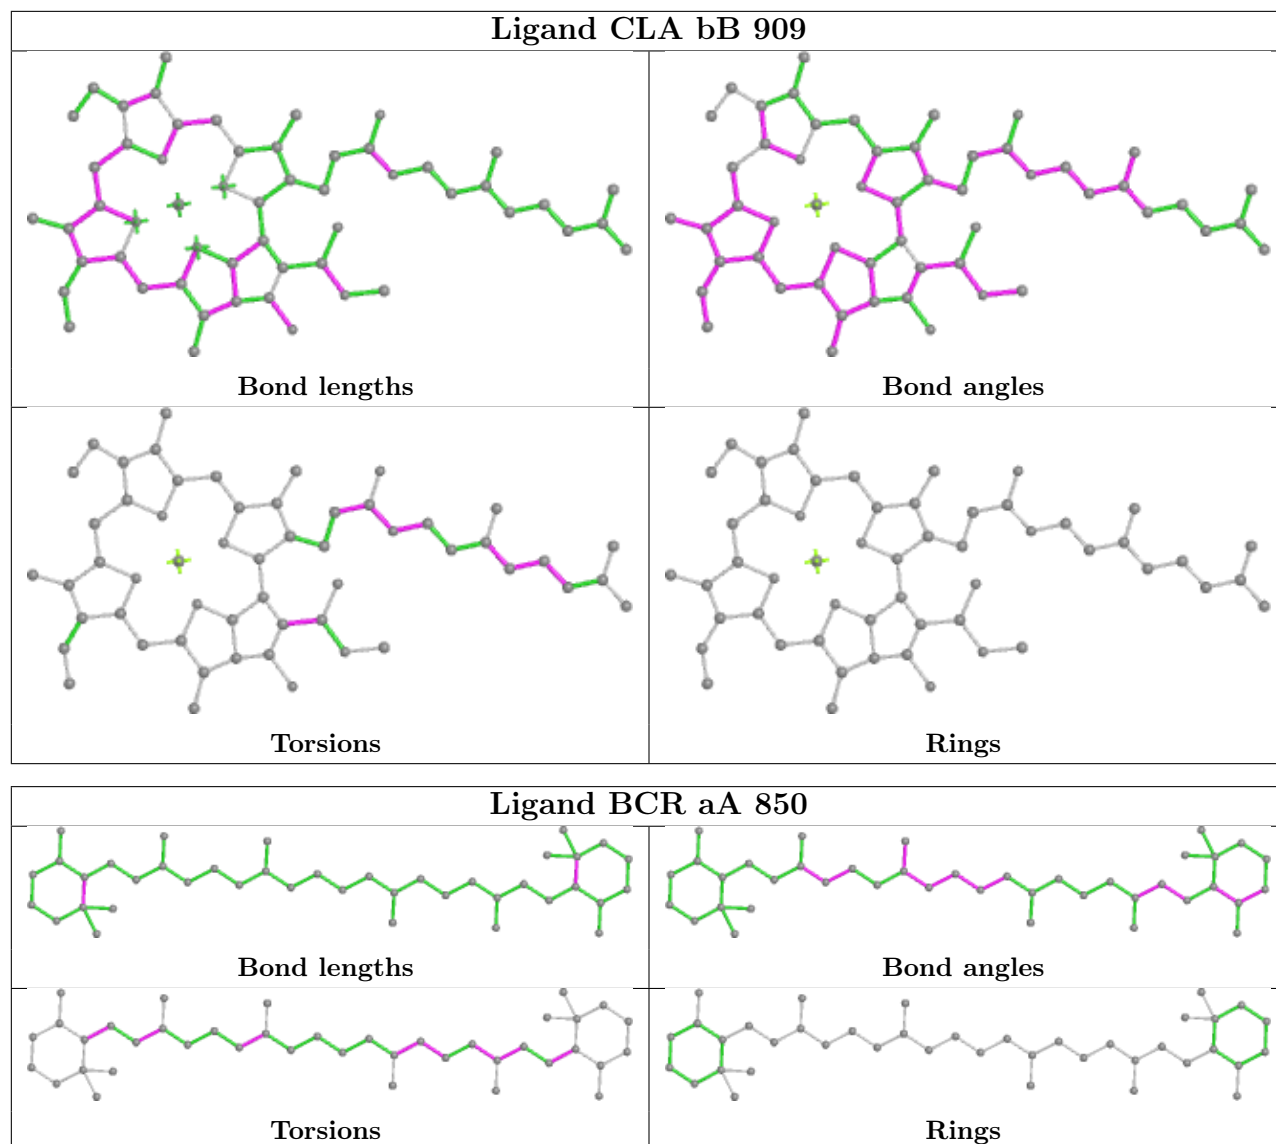 Ligand CLA bB 909
Bond lengths
Bond angles
Torsions
Rings
Ligand BCR aA 850
Bond lengths
Bond angles
Torsions
Rings